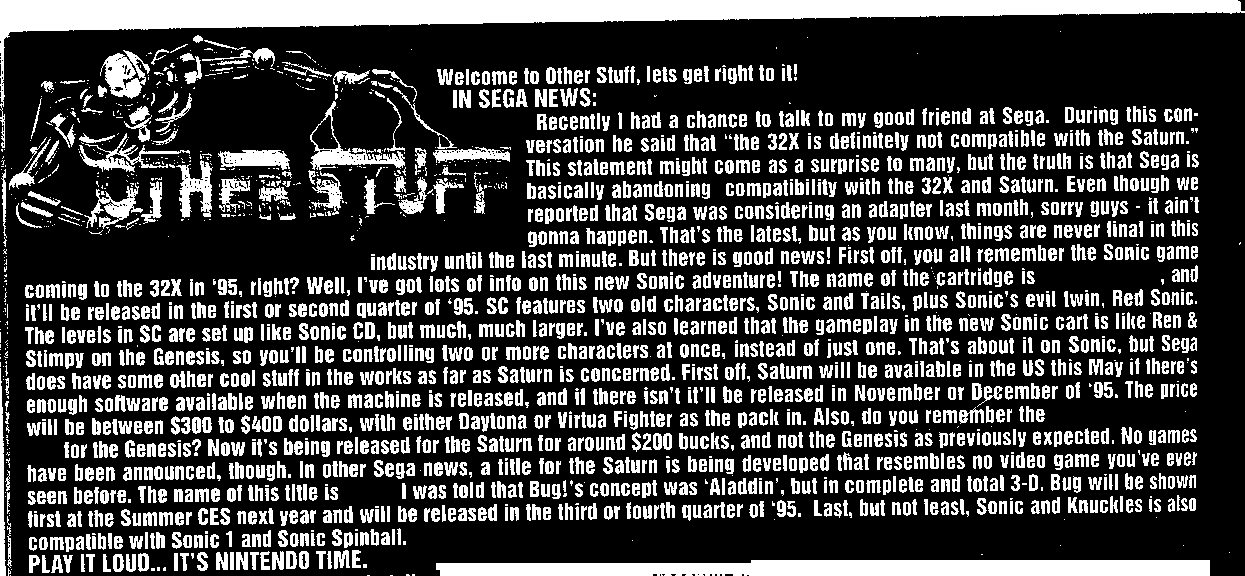 OTHER STUFF
Welcome to Other Stuff, lets get right to it!
IN SEGA NEWS:
Recently I had a chance to talk to my good friend at Sega. During this con-
versation he said that "the 32X is definitely not compatible with the Saturn."
This statement might come as a surprise to many, but the truth is that Sega is
basically abandoning compatibility with the 32X and Saturn. Even though we
reported that Sega was considering an adapter last month, sorry guys - it ain't
gonna happen. That's the latest, but as you know, things are never final in this
industry until the last minute. But there is good news! First off, you all remember the Sonic game
coming to the 32X in '95, right? Well, I've got lots of info on this new Sonic adventure! The name of the cartridge is , and
it'll be released in the first or second quarter of '95. SC features two old characters, Sonic and Tails, plus Sonic's evil twin, Red Sonic.
The levels in SC are set up like Sonic CD, but much, much larger. I've also learned that the gameplay in the new Sonic cart is like Ren &
Stimpy on the Genesis, so you'll be controlling two or more characters at once, instead of just one. That's about it on Sonic, but Sega
does have some other cool stuff in the works as far as Saturn is concerned. First off, Saturn will be available in the US this May if there's
enough software available when the machine is released, and if there isn't it'll be released in November or December of '95. The price
will be between $300 to $400 dollars, with either Daytona or Virtua Fighter as the pack in. Also, do you remember the
for the Genesis? Now it's being released for the Saturn for around $200 bucks, and not the Genesis as previously expected. No games
have been announced, though. In other Sega news, a title for the Saturn is being developed that resembles no video game you've ever
seen before. The name of this title is I was told that Bug!'s concept was 'Aladdin', but in complete and total 3-D. Bug will be shown
first at the Summer CES next year and will be released in the third or fourth quarter of '95. Last, but not least, Sonic and Knuckles is also
compatible with Sonic 1 and Sonic Spinball.
PLAY IT LOUD... IT'S NINTENDO TIME.